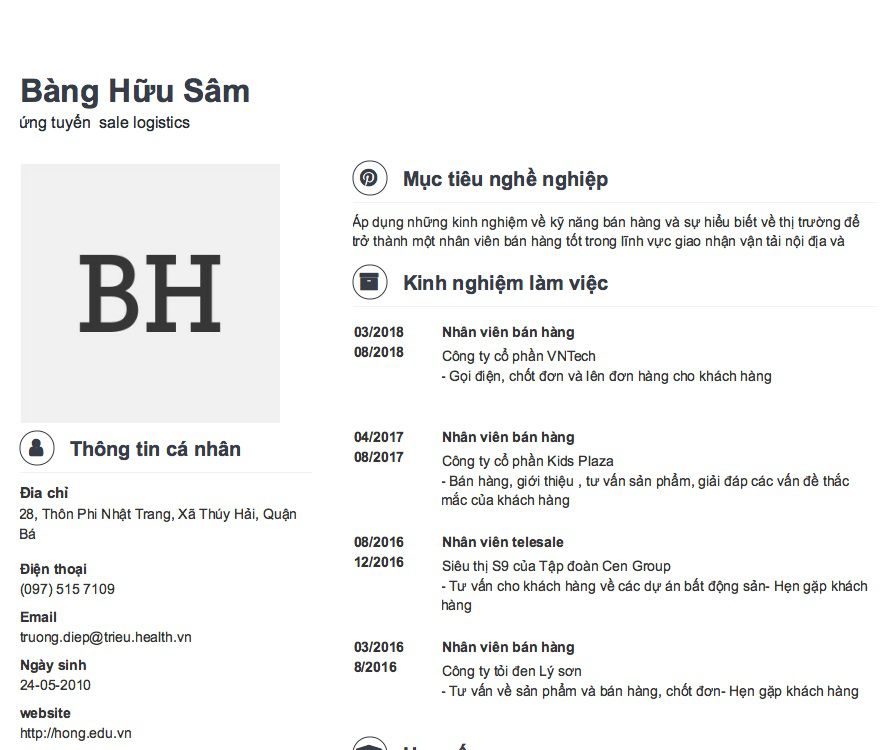 Bàng Hữu Sâm
ứng tuyển sale logistics
BH
Thông tin cá nhân
Đia chỉ
28, Thôn Phi Nhật Trang, Xã Thúy Hải, Quận
Bá
Điện thoại
(097) 515 7109
Email
truong.diep@trieu.health.vn
Ngày sinh
24-05-2010
website
http://hong.edu.vn
Mục tiêu nghề nghiệp
Áp dụng những kinh nghiệm về kỹ năng bán hàng và sự hiểu biết về thị trường để
trở thành một nhân viên bán hàng tốt trong lĩnh vực giao nhận vận tải nội địa và
Kinh nghiệm làm việc
03/2018 Nhân viên bán hàng
08/2018 Công ty cổ phần VNTech
- Gọi điện, chốt đơn và lên đơn hàng cho khách hàng
04/2017 Nhân viên bán hàng
08/2017 Công ty cổ phần Kids Plaza
- Bán hàng, giới thiệu , tư vấn sản phẩm, giải đáp các vấn đề thắc
mắc của khách hàng
08/2016 Nhân viên telesale
12/2016 Siêu thị S9 của Tập đoàn Cen Group
- Tư vấn cho khách hàng về các dự án bất động sản- Hẹn gặp khách
hàng
03/2016 Nhân viên bán hàng
8/2016 Công ty tỏi đen Lý sơn
- Tư vấn về sản phẩm và bán hàng, chốt đơn- Hẹn gặp khách hàng